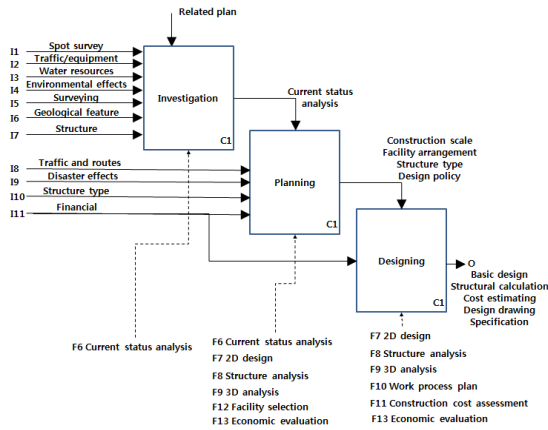 Related plan
I1 Spot survey
I2 Traffic/equipment
I3 Water resources
I4 Environmental effects
I5 Surveying
I6 Geological feature
I7 Structure
Investigation
C1
Current status
analysis
I8 Traffic and routes
I9 Disaster effects
I10 Structure type
I11 Financial
Planning
C1
Construction scale
Facility arrangement
Structure type
Design policy
Designing
C1
O
Basic design
Structural calculation
Cost estimating
Design drawing
Specification
F6 Current status analysis
F6 Current status analysis
F7 2D design
F8 Structure analysis
F9 3D analysis
F12 Facility selection
F13 Economic evaluation
F7 2D design
F8 Structure analysis
F9 3D analysis
F10 Work process plan
F11 Construction cost assessment
F13 Economic evaluation